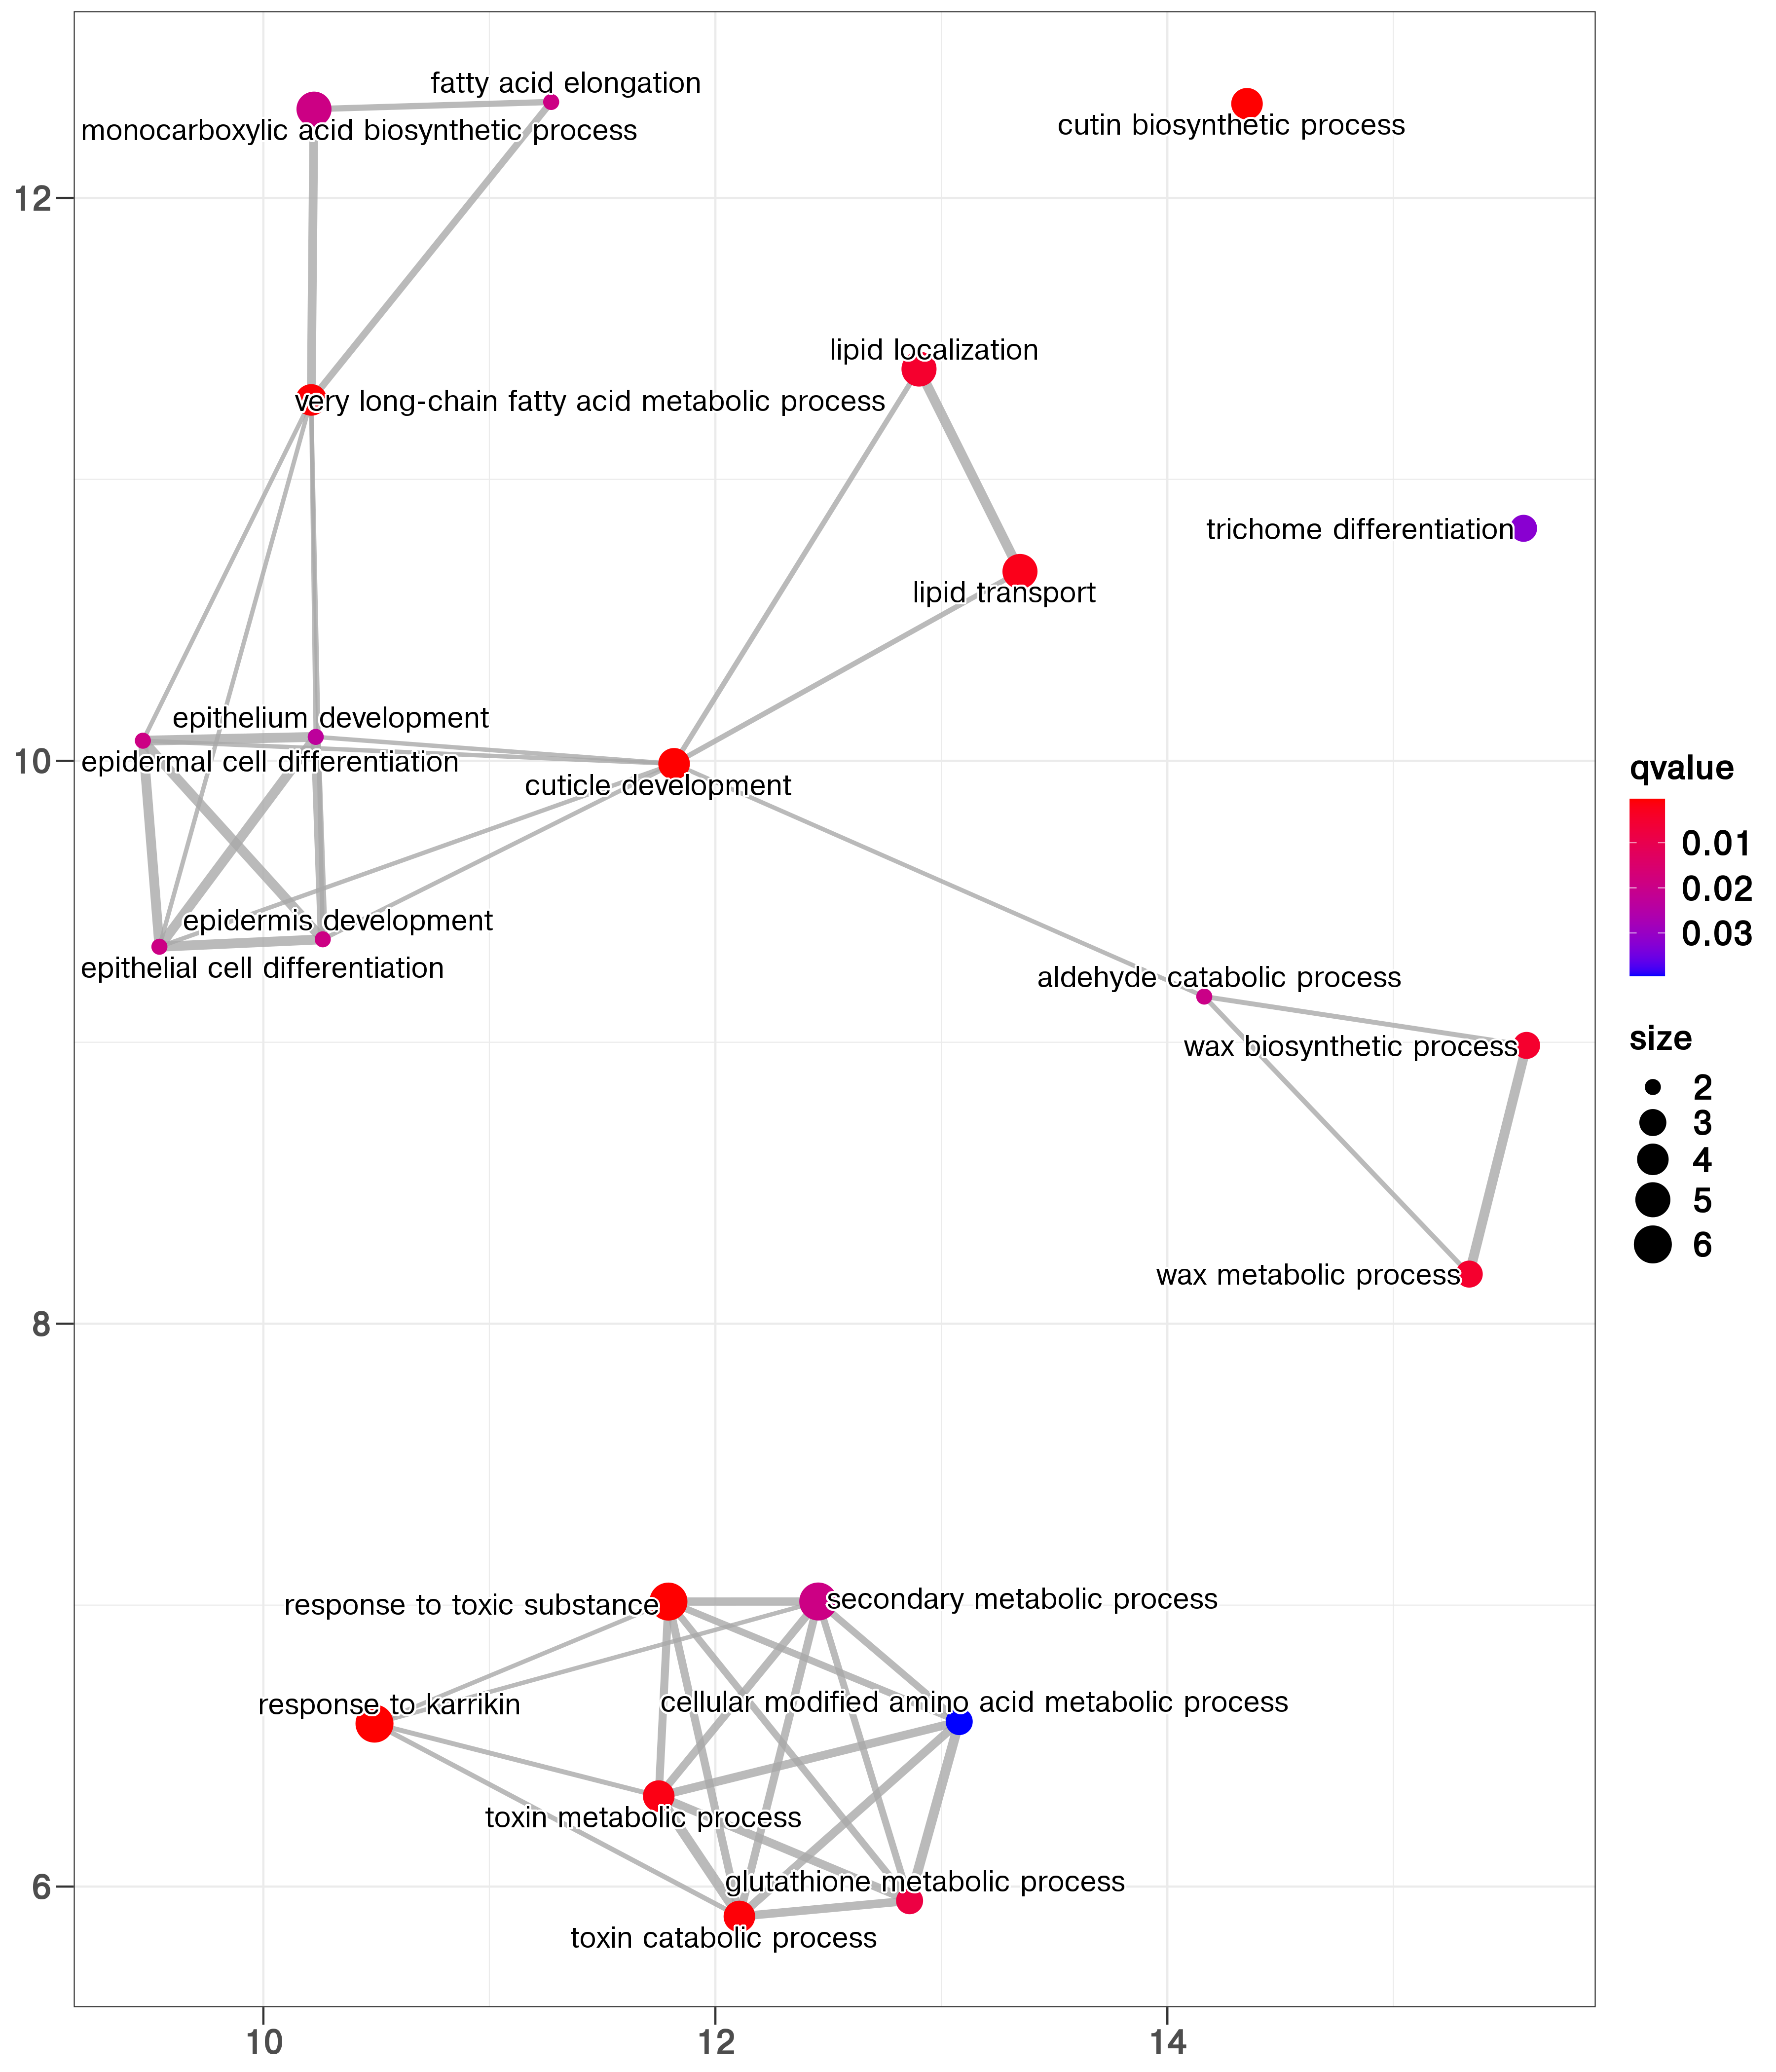 fatty acid elongation
monocarboxylic acid biosynthetic process
cutin biosynthetic process
12
lipid localization
very long-chain fatty acid metabolic process
trichome differentiation
lipid transport
epithelium development
10
epidermal cell differentiation
cuticle development
epidermis development
epithelial cell differentiation
aldehyde catabolic process
wax biosynthetic process
wax metabolic process
8
response to toxic substance
secondary metabolic process
cellular modified amino acid metabolic process
response to karrikin
toxin metabolic process
glutathione metabolic process
6
toxin catabolic process
10
12
14
qvalue
0.01
0.02
0.03
size
2
3
4
5
6